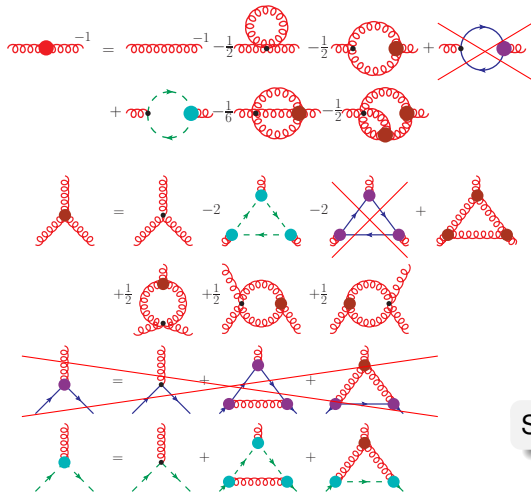 -1 = -1 -1/2 -1/2 +
+ -1/6 -1/2
= -2 -2 +
+1/2 +1/2 +1/2
= + +
S
= + +